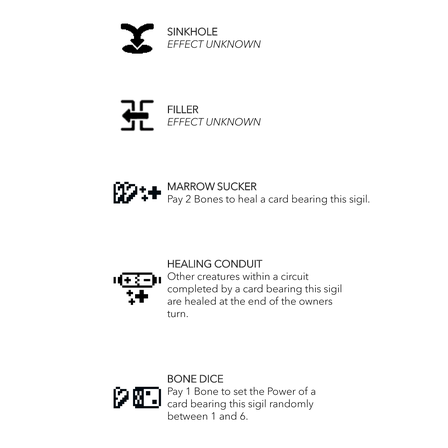 SINKHOLE
EFFECT UNKNOWN
FILLER
EFFECT UNKNOWN
MARROW SUCKER
Pay 2 Bones to heal a card bearing this sigil.
HEALING CONDUIT
Other creatures within a circuit
completed by a card bearing this sigil
are healed at the end of the owners
turn.
BONE DICE
Pay 1 Bone to set the Power of a
card bearing this sigil randomly
between 1 and 6.